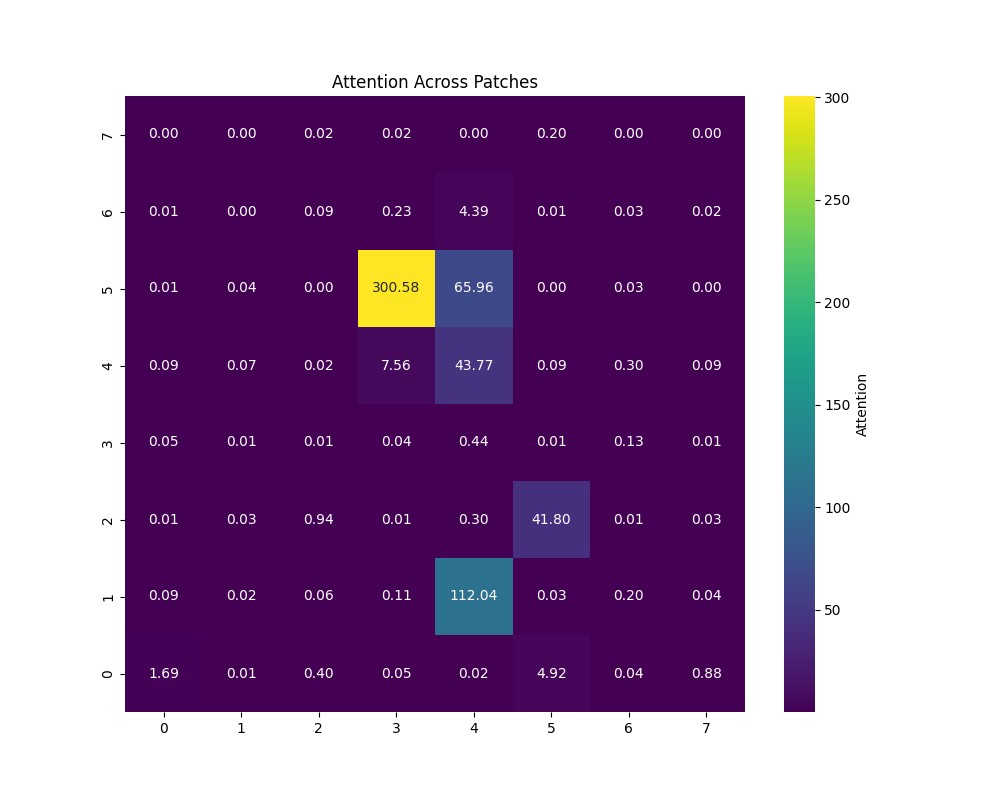 Attention Across Patches
7 0.00 0.00 0.02 0.02 0.00 0.20 0.00 0.00
6 0.01 0.00 0.09 0.23 4.39 0.01 0.03 0.02
5 0.01 0.04 0.00 300.58 65.96 0.00 0.03 0.00
4 0.09 0.07 0.02 7.56 43.77 0.09 0.30 0.09
3 0.05 0.01 0.01 0.04 0.44 0.01 0.13 0.01
2 0.01 0.03 0.94 0.01 0.30 41.80 0.01 0.03
1 0.09 0.02 0.06 0.11 112.04 0.03 0.20 0.04
0 1.69 0.01 0.40 0.05 0.02 4.92 0.04 0.88
0 1 2 3 4 5 6 7
300
250
200
150
100
50
Attention